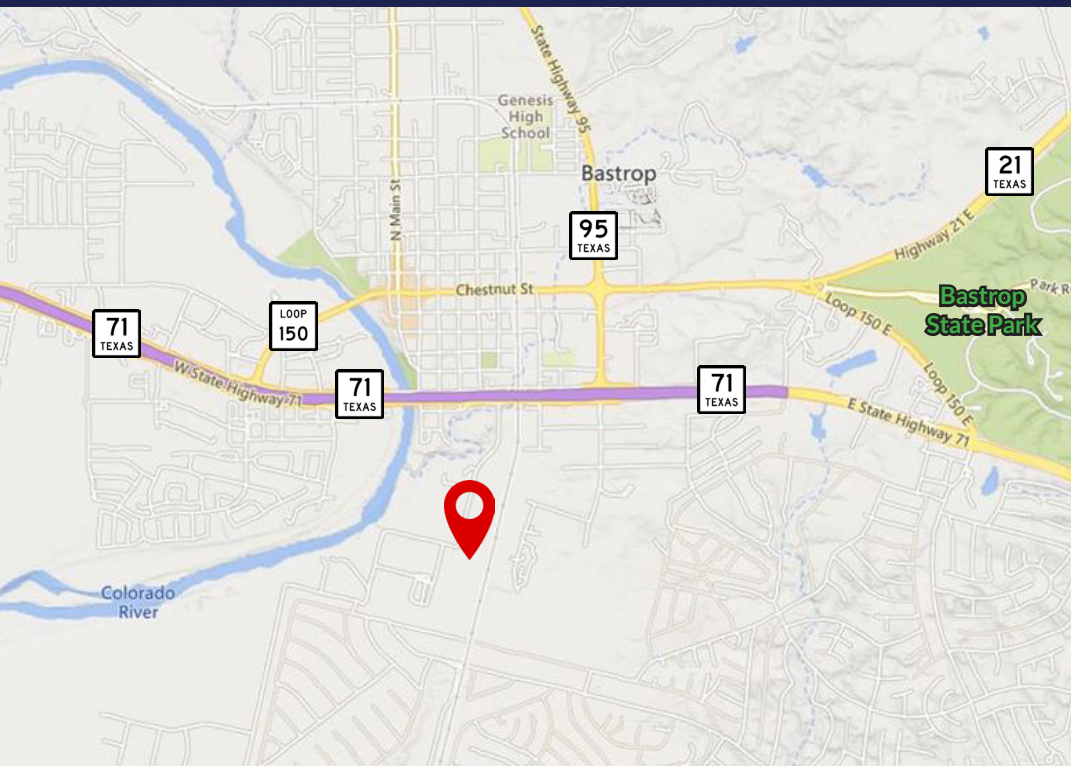 State Highway 95
Genesis
High
School
Bastrop
21
TEXAS
N Main St
95
TEXAS
Highway 21 E
Chestnut St
Park R
Bastrop
State Park
LOOP
150
Loop 150 E
71
TEXAS
W State Highway 71
71
TEXAS
71
TEXAS
Loop 150 E
E State Highway 71
Colorado
River